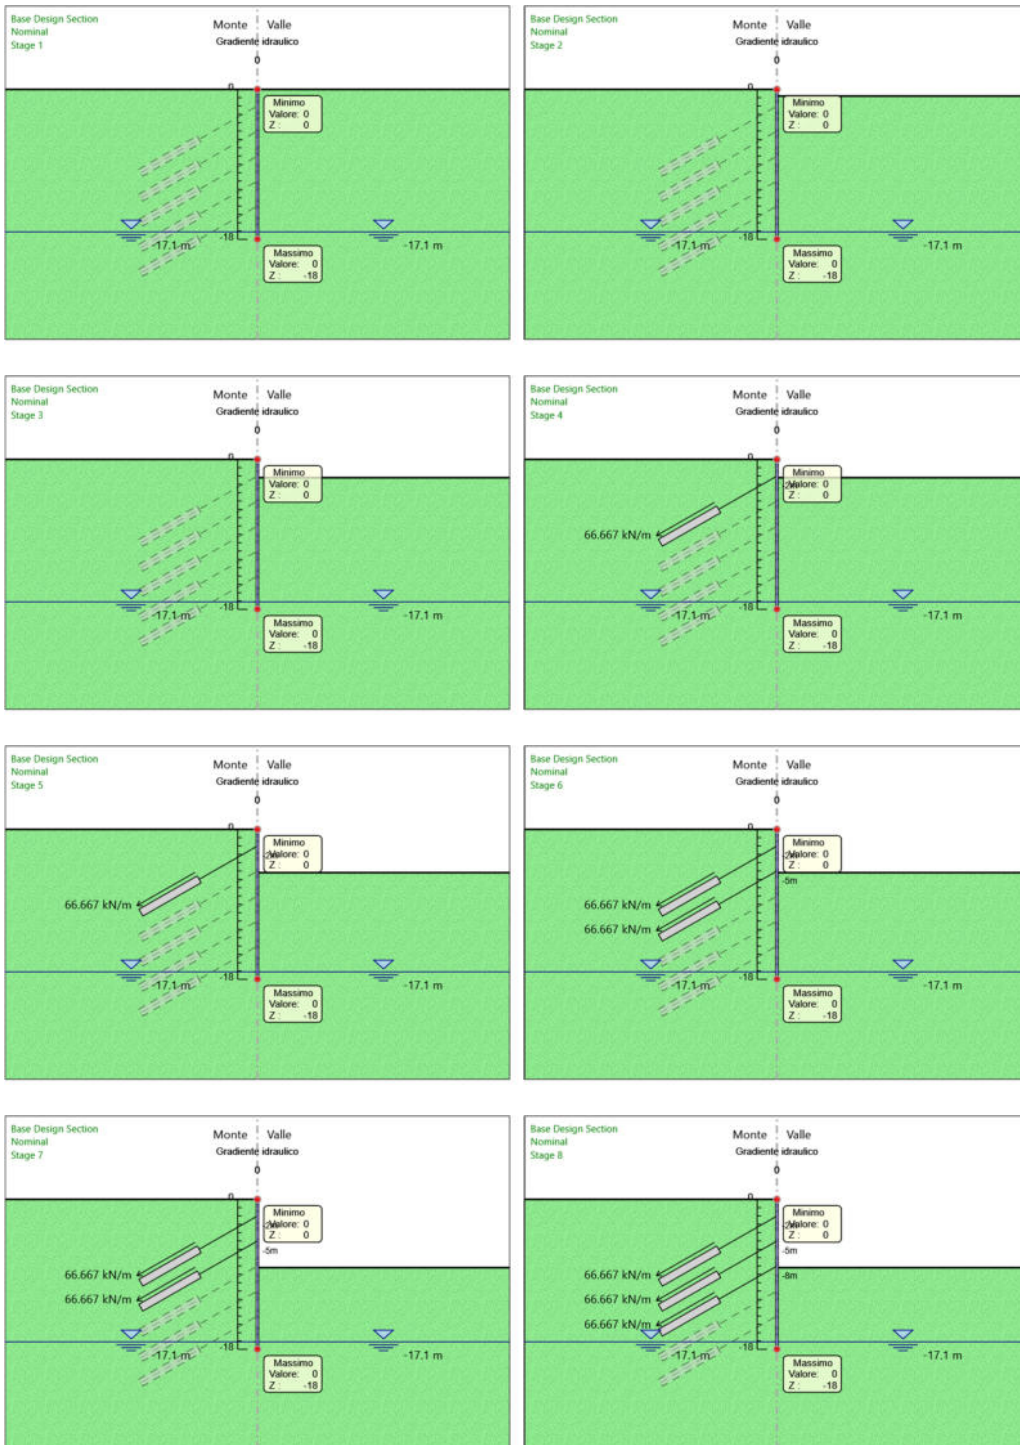 Base Design Section
Nominal
Stage 1
Monte Valle
Gradiente idraulico
0
0
Minimo
Valore: 0
Z : 0
-17.1 m
-18
-17.1 m
Massimo
Valore: 0
Z : -18
Base Design Section
Nominal
Stage 2
Monte Valle
Gradiente idraulico
0
0
Minimo
Valore: 0
Z : 0
-17.1 m
-18
-17.1 m
Massimo
Valore: 0
Z : -18
Base Design Section
Nominal
Stage 3
Monte Valle
Gradiente idraulico
0
0
Minimo
Valore: 0
Z : 0
-17.1 m
-18
-17.1 m
Massimo
Valore: 0
Z : -18
Base Design Section
Nominal
Stage 4
Monte Valle
Gradiente idraulico
0
0
Minimo
Valore: 0
Z : 0
66.667 kN/m
-17.1 m
-18
-17.1 m
Massimo
Valore: 0
Z : -18
Base Design Section
Nominal
Stage 5
Monte Valle
Gradiente idraulico
0
0
Minimo
Valore: 0
Z : 0
66.667 kN/m
-17.1 m
-18
-17.1 m
Massimo
Valore: 0
Z : -18
Base Design Section
Nominal
Stage 6
Monte Valle
Gradiente idraulico
0
0
Minimo
Valore: 0
Z : 0
-5m
66.667 kN/m
66.667 kN/m
-17.1 m
-18
-17.1 m
Massimo
Valore: 0
Z : -18
Base Design Section
Nominal
Stage 7
Monte Valle
Gradiente idraulico
0
0
Minimo
Valore: 0
Z : 0
-5m
66.667 kN/m
66.667 kN/m
-17.1 m
-18
-17.1 m
Massimo
Valore: 0
Z : -18
Base Design Section
Nominal
Stage 8
Monte Valle
Gradiente idraulico
0
0
Minimo
Valore: 0
Z : 0
-5m
-8m
66.667 kN/m
66.667 kN/m
66.667 kN/m
-17.1 m
-18
-17.1 m
Massimo
Valore: 0
Z : -18